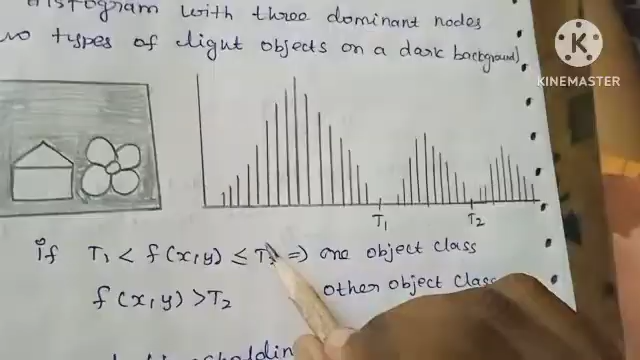 histogram with three dominant nodes
two types of light objects on a dark background)
KINEMASTER
T₁
T₂
if T₁ < f(x,y) ≤ T₂ => one object class
f(x,y) > T₂ other object class